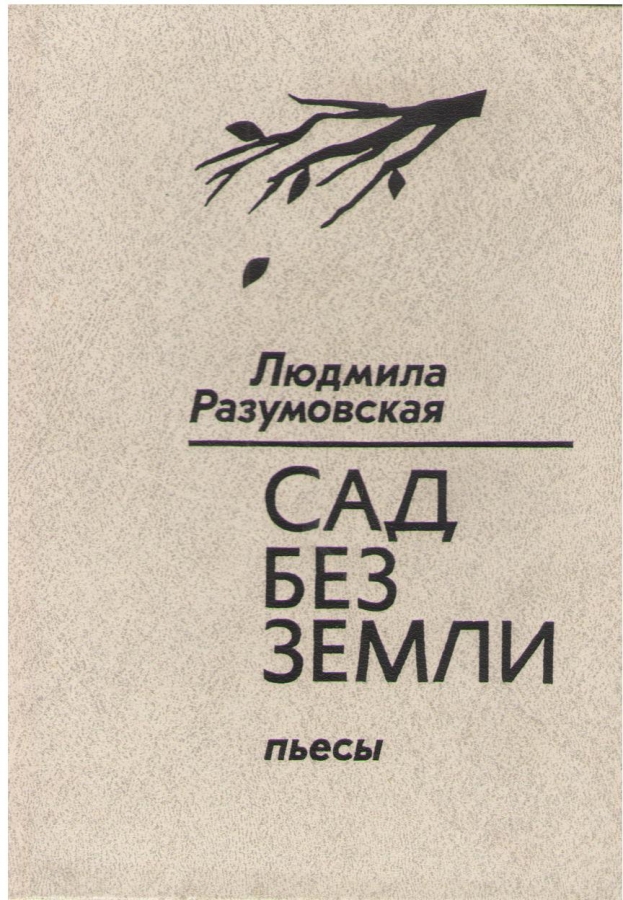 Людмила
Разумовская
САД
БЕЗ
ЗЕМЛИ
пьесы